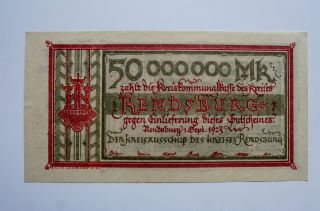 50 000 000 Mk.
zahlt die Kreiskommunalkasse des Kreises
RENDSBURG
gegen Einlieferung dieses Gutscheines.
Rendsburg 1. Sept. 1923
DER KREISAUSSCHUß DES KREISES RENDSBURG